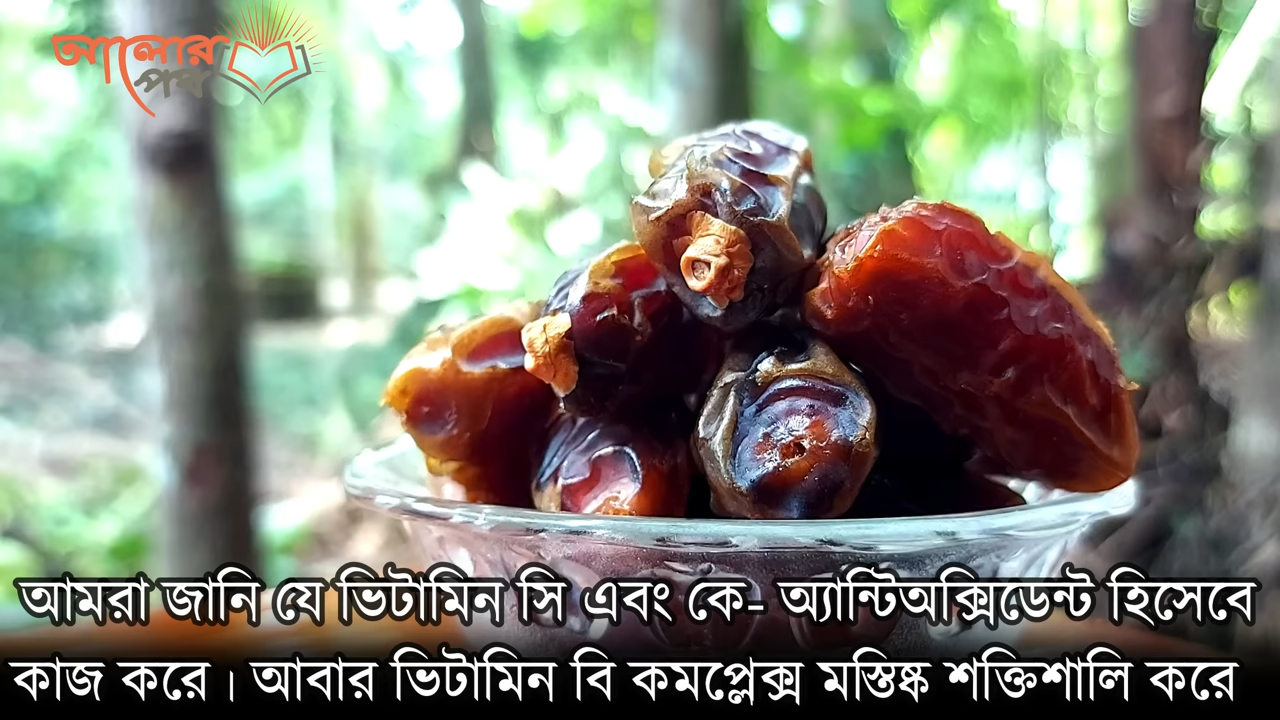 আলোর
পথ
আমরা জানি যে ভিটামিন সি এবং কে- অ্যান্টিঅক্সিডেন্ট হিসেবে
কাজ করে। আবার ভিটামিন বি কমপ্লেক্স মস্তিষ্ক শক্তিশালি করে